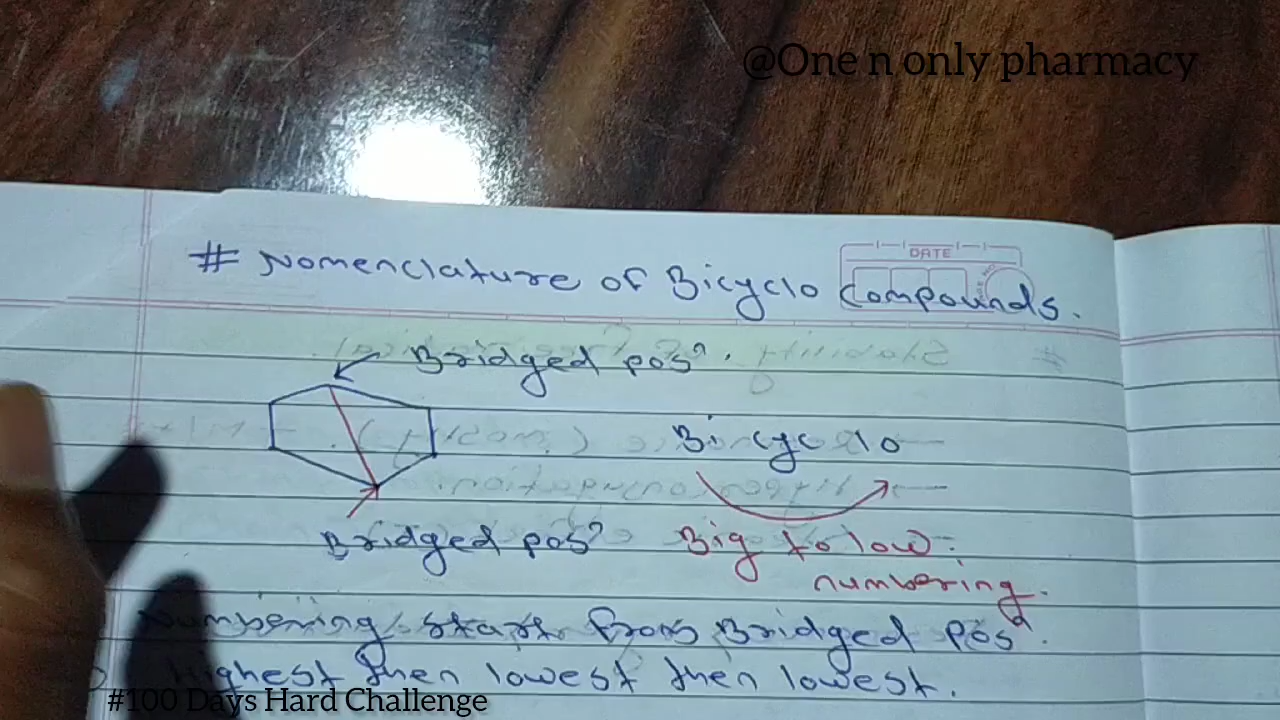 @One n only pharmacy
DATE
# Nomenclature of Bicyclo Compounds.
Bridged posⁿ.
Bicyclo
Bridged posⁿ
Big to low
numbering.
Numbering start from Bridged posⁿ.
Highest then lowest then lowest.
#100 Days Hard Challenge